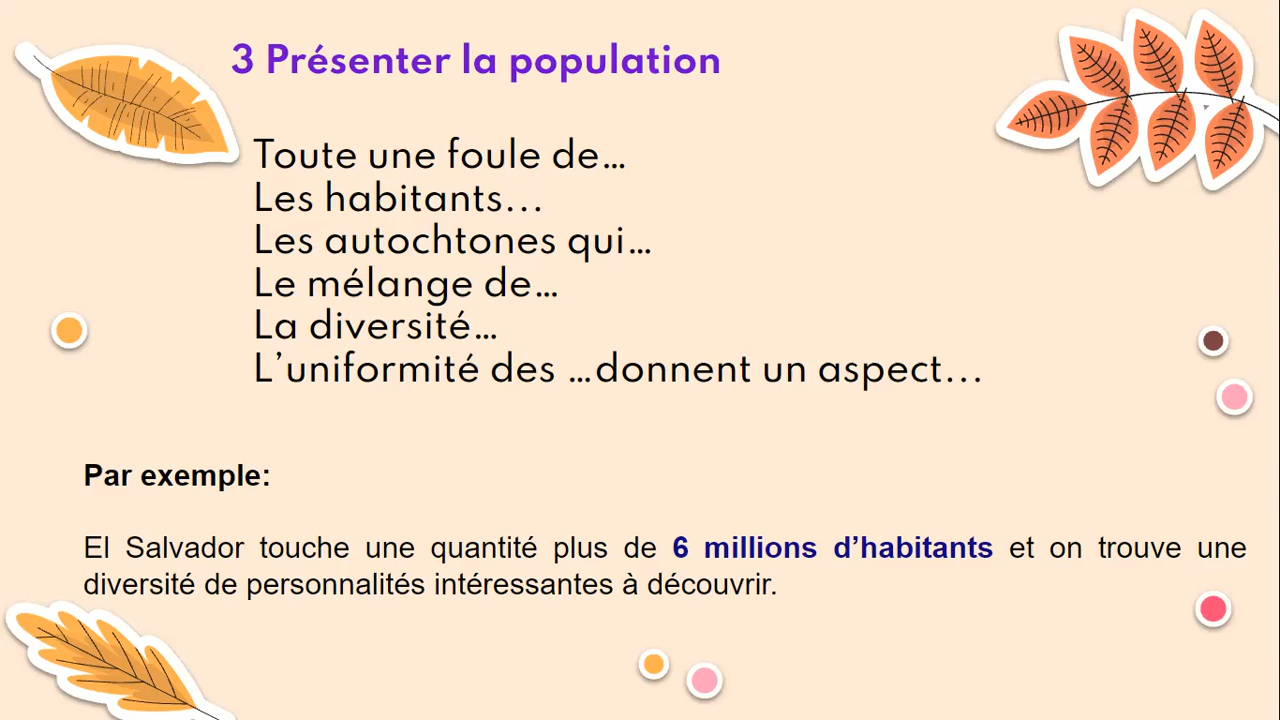 3 Présenter la population
Toute une foule de…
Les habitants...
Les autochtones qui…
Le mélange de…
La diversité…
L’uniformité des …donnent un aspect...
Par exemple:
El Salvador touche une quantité plus de 6 millions d’habitants et on trouve une
diversité de personnalités intéressantes à découvrir.